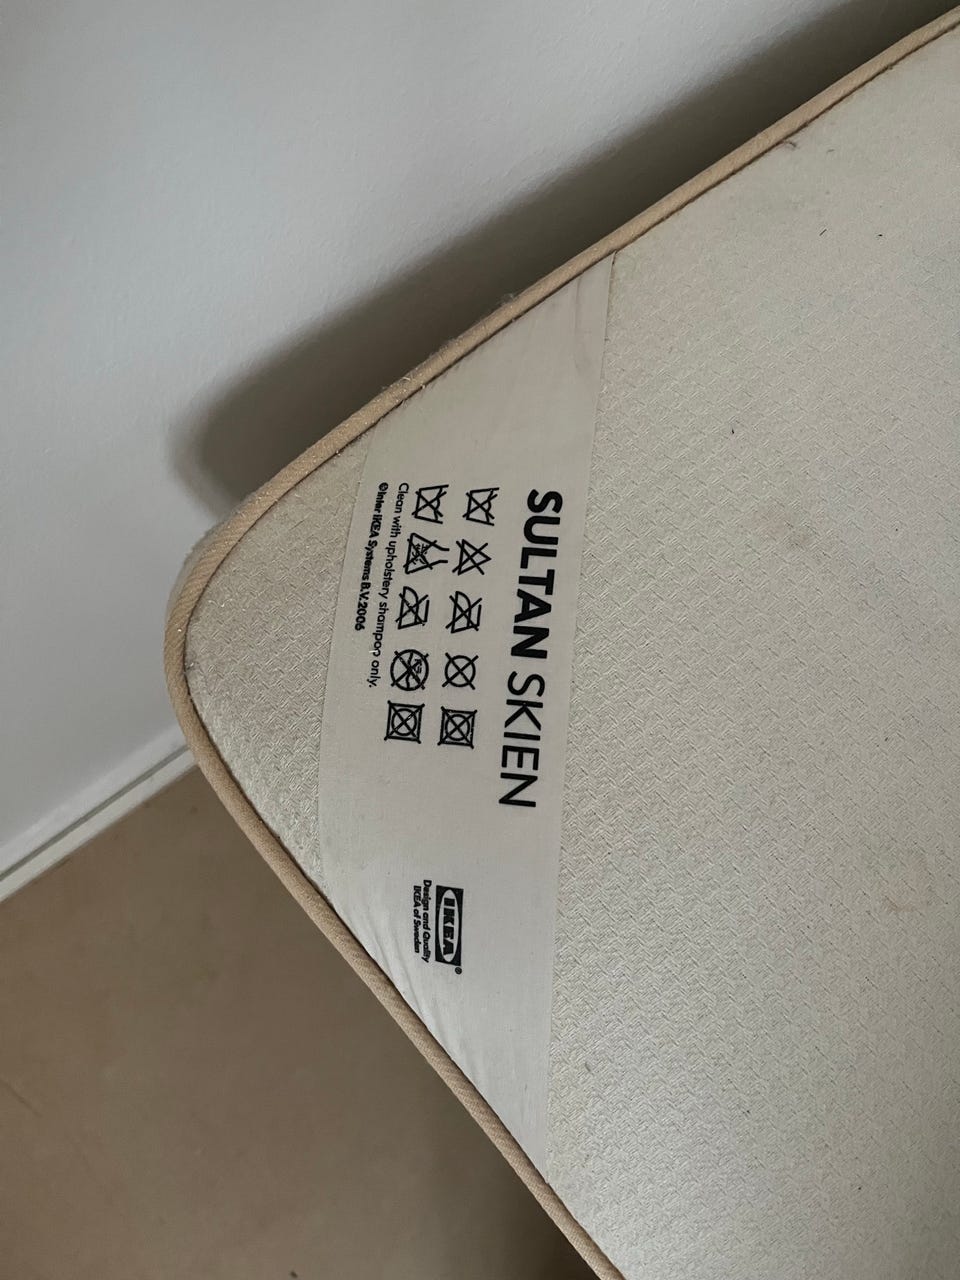 SULTAN SKIEN
Clean with upholstery shampoo only.
©Inter IKEA Systems B.V. 2006
IKEA®
Design and Quality
IKEA of Sweden